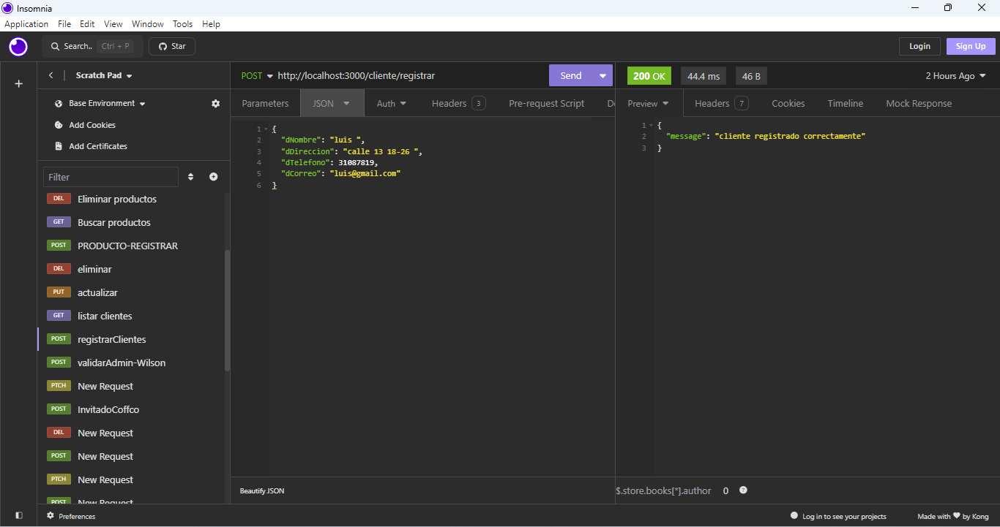 Insomnia
Application File Edit View Window Tools Help
Search.. Ctrl + P Star Login Sign Up
Scratch Pad
Base Environment
Add Cookies
Add Certificates
Filter
DEL Eliminar productos
GET Buscar productos
POST PRODUCTO-REGISTRAR
DEL eliminar
PUT actualizar
GET listar clientes
POST registrarClientes
POST validarAdmin-Wilson
PTCH New Request
POST InvitadoCoffco
DEL New Request
POST New Request
PTCH New Request
POST New Request
Preferences
POST http://localhost:3000/cliente/registrar Send
Parameters JSON Auth Headers 3 Pre-request Script D
1 {
2 "dNombre": "luis ",
3 "dDireccion": "calle 13 18-26 ",
4 "dTelefono": 31087819,
5 "dCorreo": "luis@gmail.com"
6 }
Beautify JSON
200 OK 44.4 ms 46 B 2 Hours Ago
Preview Headers 7 Cookies Timeline Mock Response
1 {
2 "message": "cliente registrado correctamente"
3 }
$.store.books[*].author 0 ?
Log in to see your projects Made with ♥ by Kong